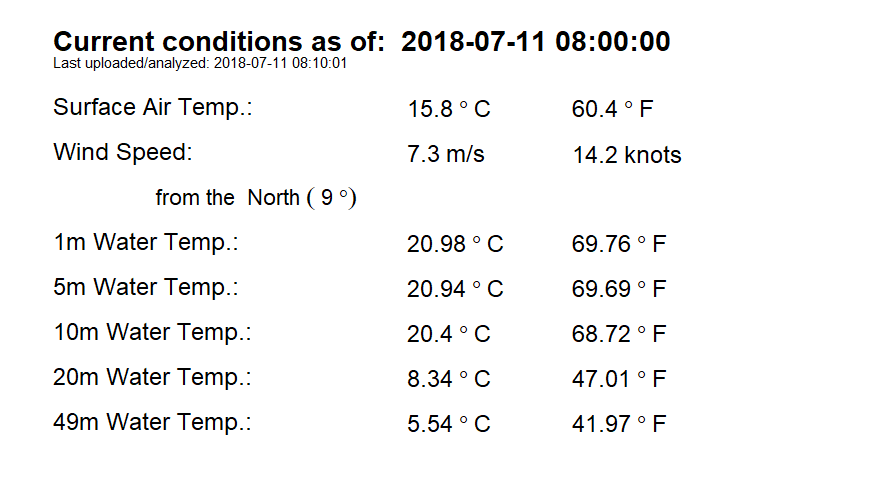 Current conditions as of: 2018-07-11 08:00:00
Last uploaded/analyzed: 2018-07-11 08:10:01
Surface Air Temp.: 15.8 ° C 60.4 ° F
Wind Speed: 7.3 m/s 14.2 knots
from the North ( 9 °)
1m Water Temp.: 20.98 ° C 69.76 ° F
5m Water Temp.: 20.94 ° C 69.69 ° F
10m Water Temp.: 20.4 ° C 68.72 ° F
20m Water Temp.: 8.34 ° C 47.01 ° F
49m Water Temp.: 5.54 ° C 41.97 ° F